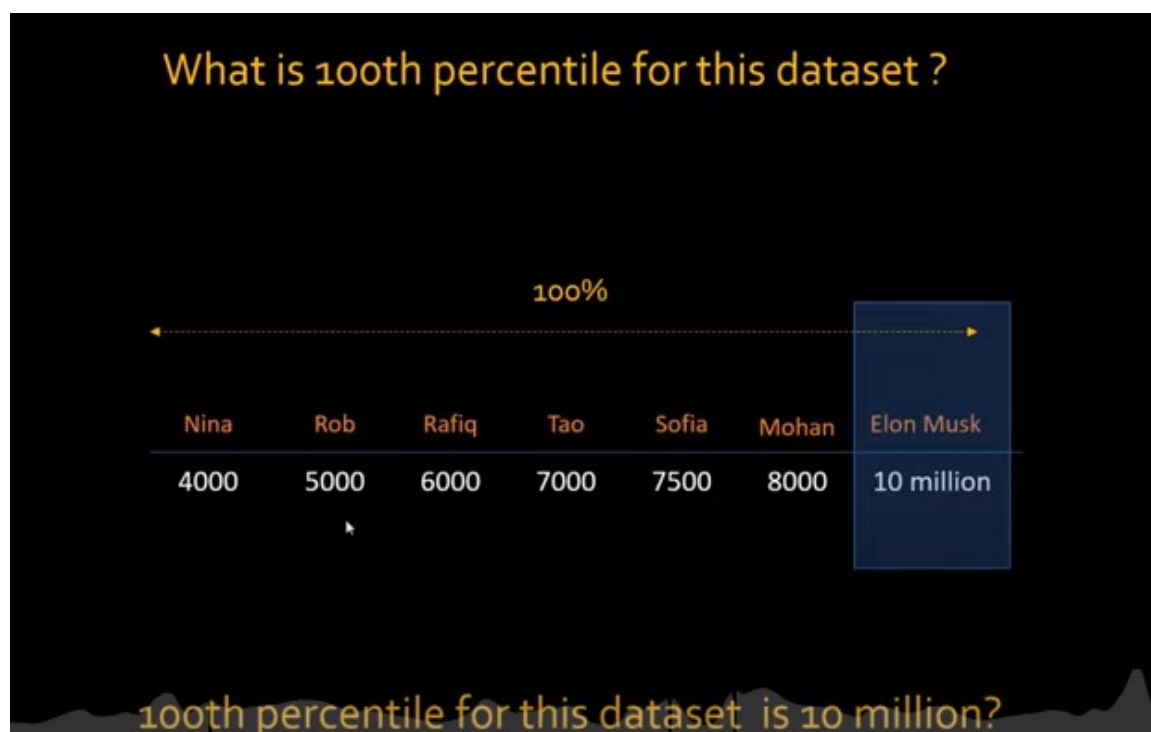 What is 100th percentile for this dataset ?
100%
Nina Rob Rafiq Tao Sofia Mohan Elon Musk
4000 5000 6000 7000 7500 8000 10 million
100th percentile for this dataset is 10 million?